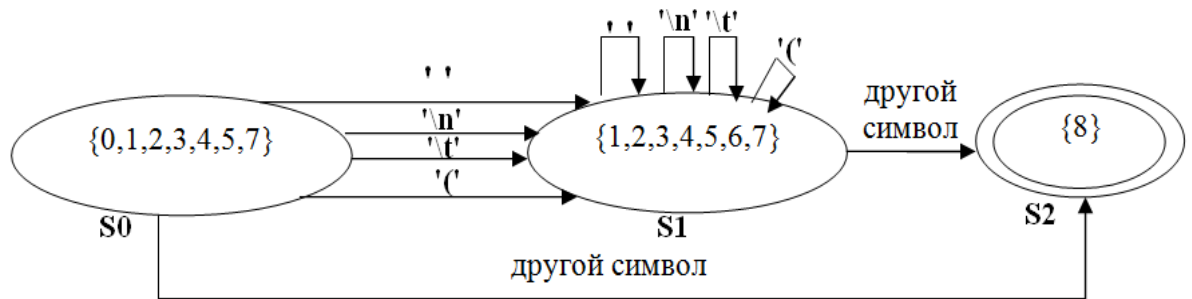 ' ' '\n' '\t' '('
' '
'\n'
'\t'
'('
{0,1,2,3,4,5,7}
{1,2,3,4,5,6,7}
другой
символ
{8}
S0
S1
S2
другой символ